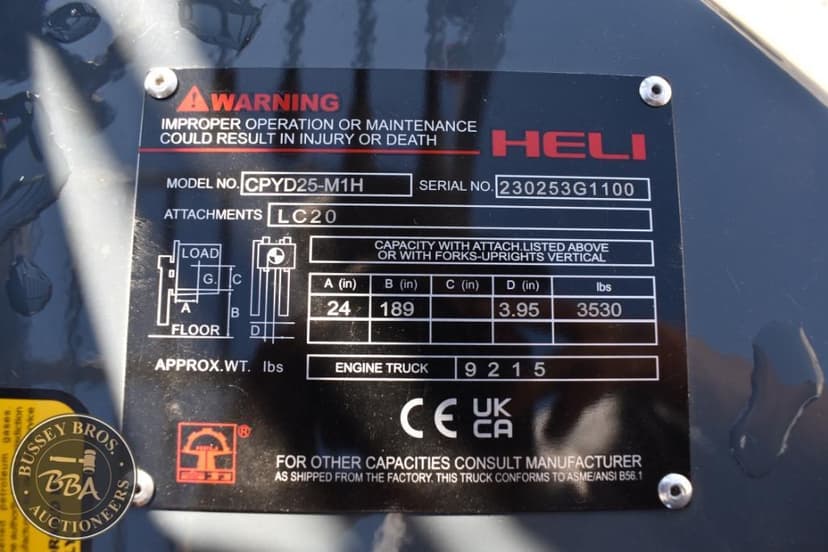 WARNING
IMPROPER OPERATION OR MAINTENANCE
COULD RESULT IN INJURY OR DEATH
HELI
MODEL NO. CPYD25-M1H SERIAL NO. 230253G1100
ATTACHMENTS LC20
CAPACITY WITH ATTACH.LISTED ABOVE
OR WITH FORKS-UPRIGHTS VERTICAL
LOAD
G.
C
B
D
FLOOR
A (in) B (in) C (in) D (in) lbs
24 189 3.95 3530
APPROX.WT. lbs ENGINE TRUCK 9215
CE UK
CA
®
FOR OTHER CAPACITIES CONSULT MANUFACTURER
AS SHIPPED FROM THE FACTORY. THIS TRUCK CONFORMS TO ASME/ANSI B56.1
BUSSEY BROS.
BBA
AUCTIONEERS